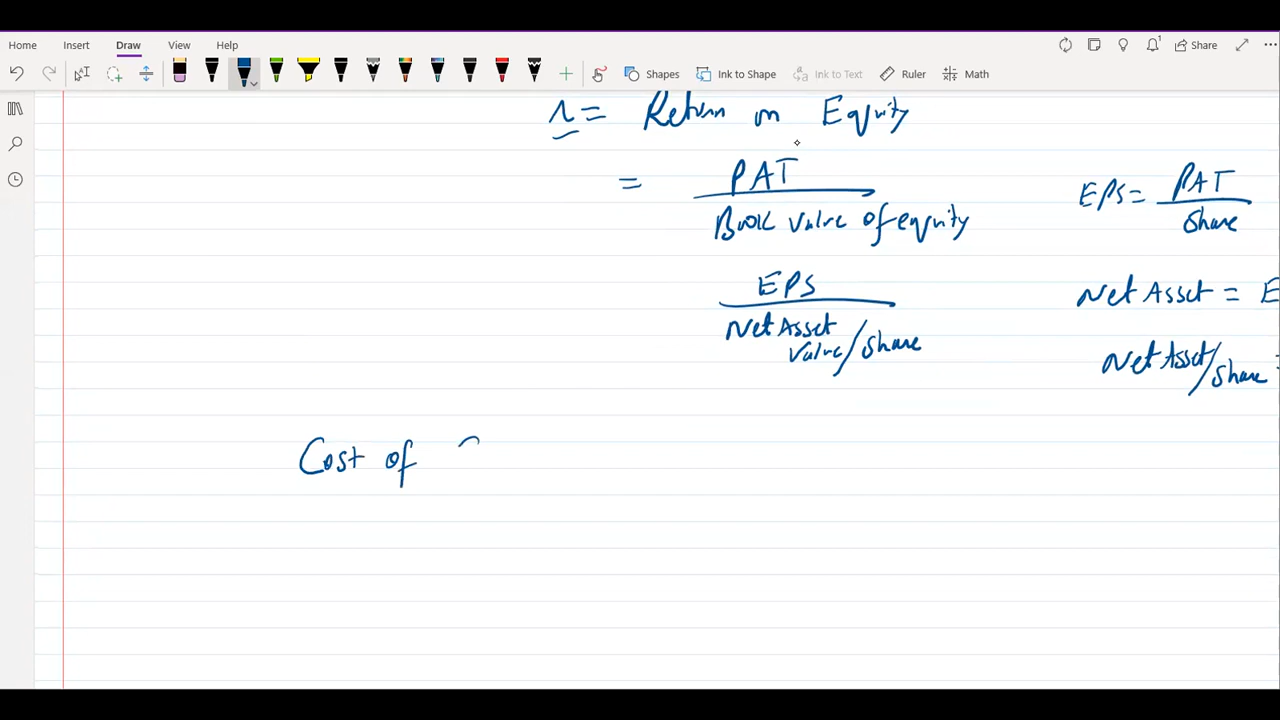 Home Insert Draw View Help
Share
Shapes Ink to Shape Ink to Text Ruler Math
r = Return on Equity
= PAT
Book Value of equity
EPS = PAT
Share
EPS
Net Asset
Value/Share
Net Asset = E
Net Asset/Share =
Cost of